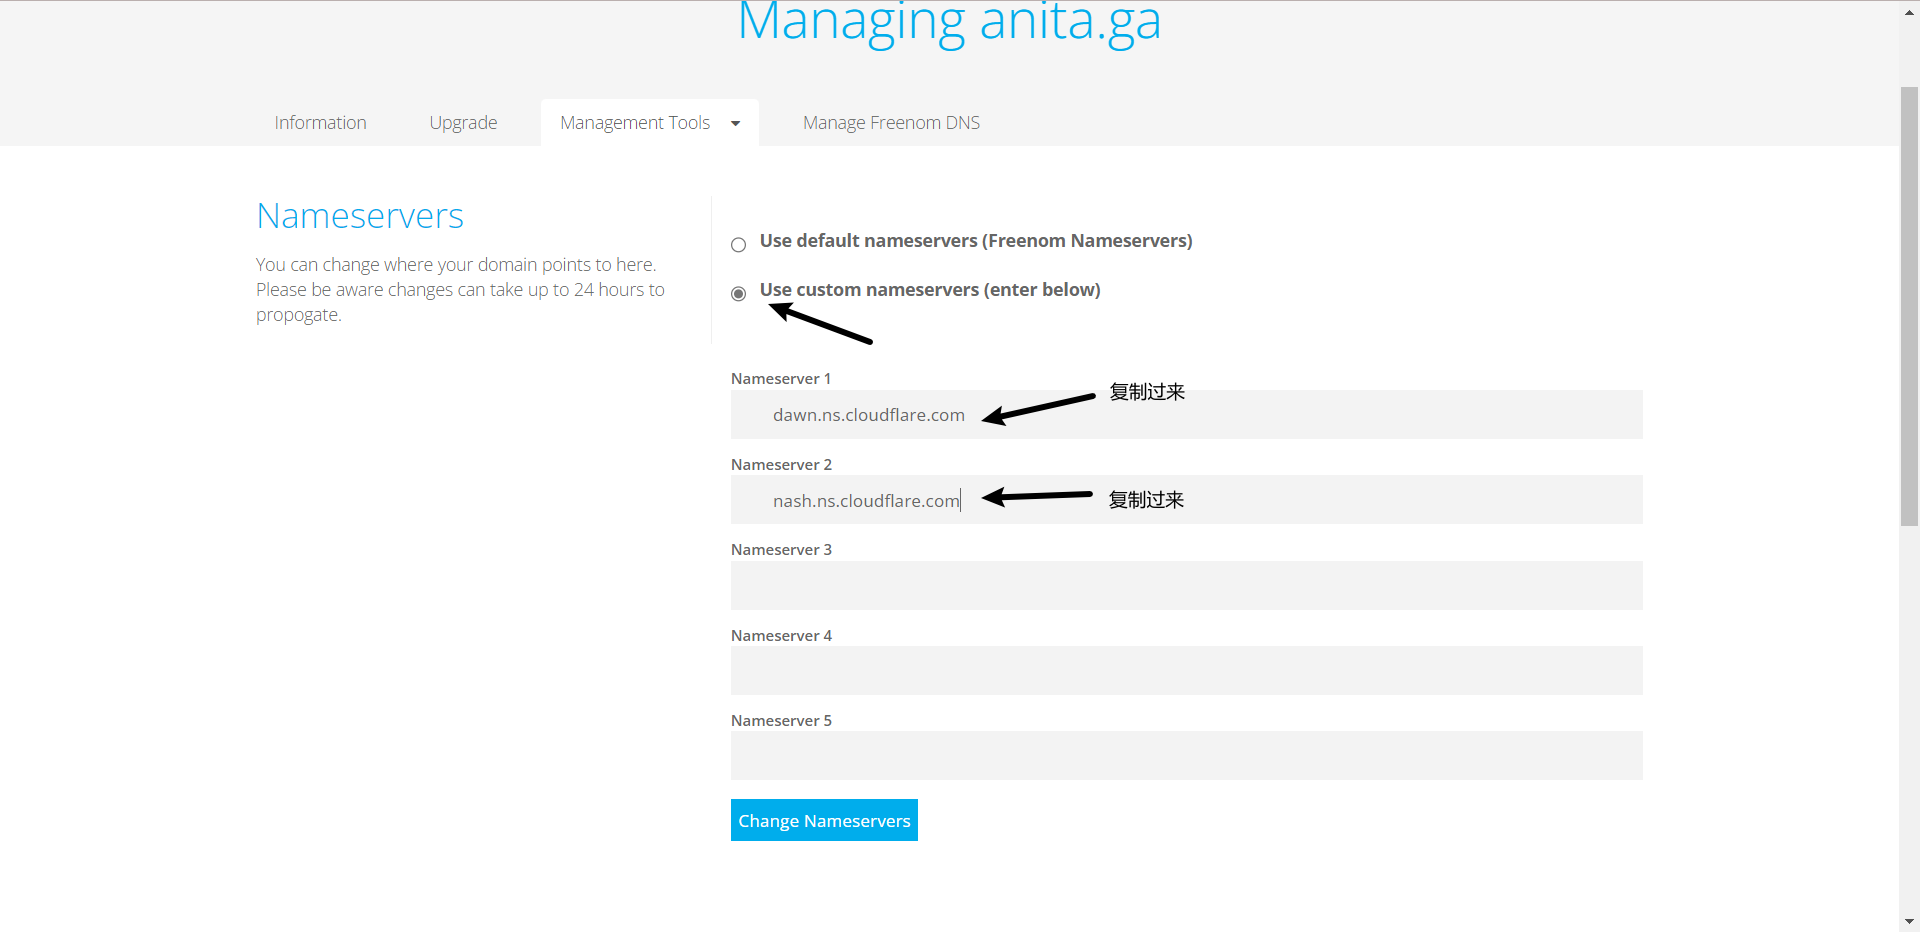 Managing anita.ga
Information
Upgrade
Management Tools
Manage Freenom DNS
Nameservers
You can change where your domain points to here.
Please be aware changes can take up to 24 hours to
propogate.
Use default nameservers (Freenom Nameservers)
Use custom nameservers (enter below)
Nameserver 1
dawn.ns.cloudflare.com
复制过来
Nameserver 2
nash.ns.cloudflare.com
复制过来
Nameserver 3
Nameserver 4
Nameserver 5
Change Nameservers